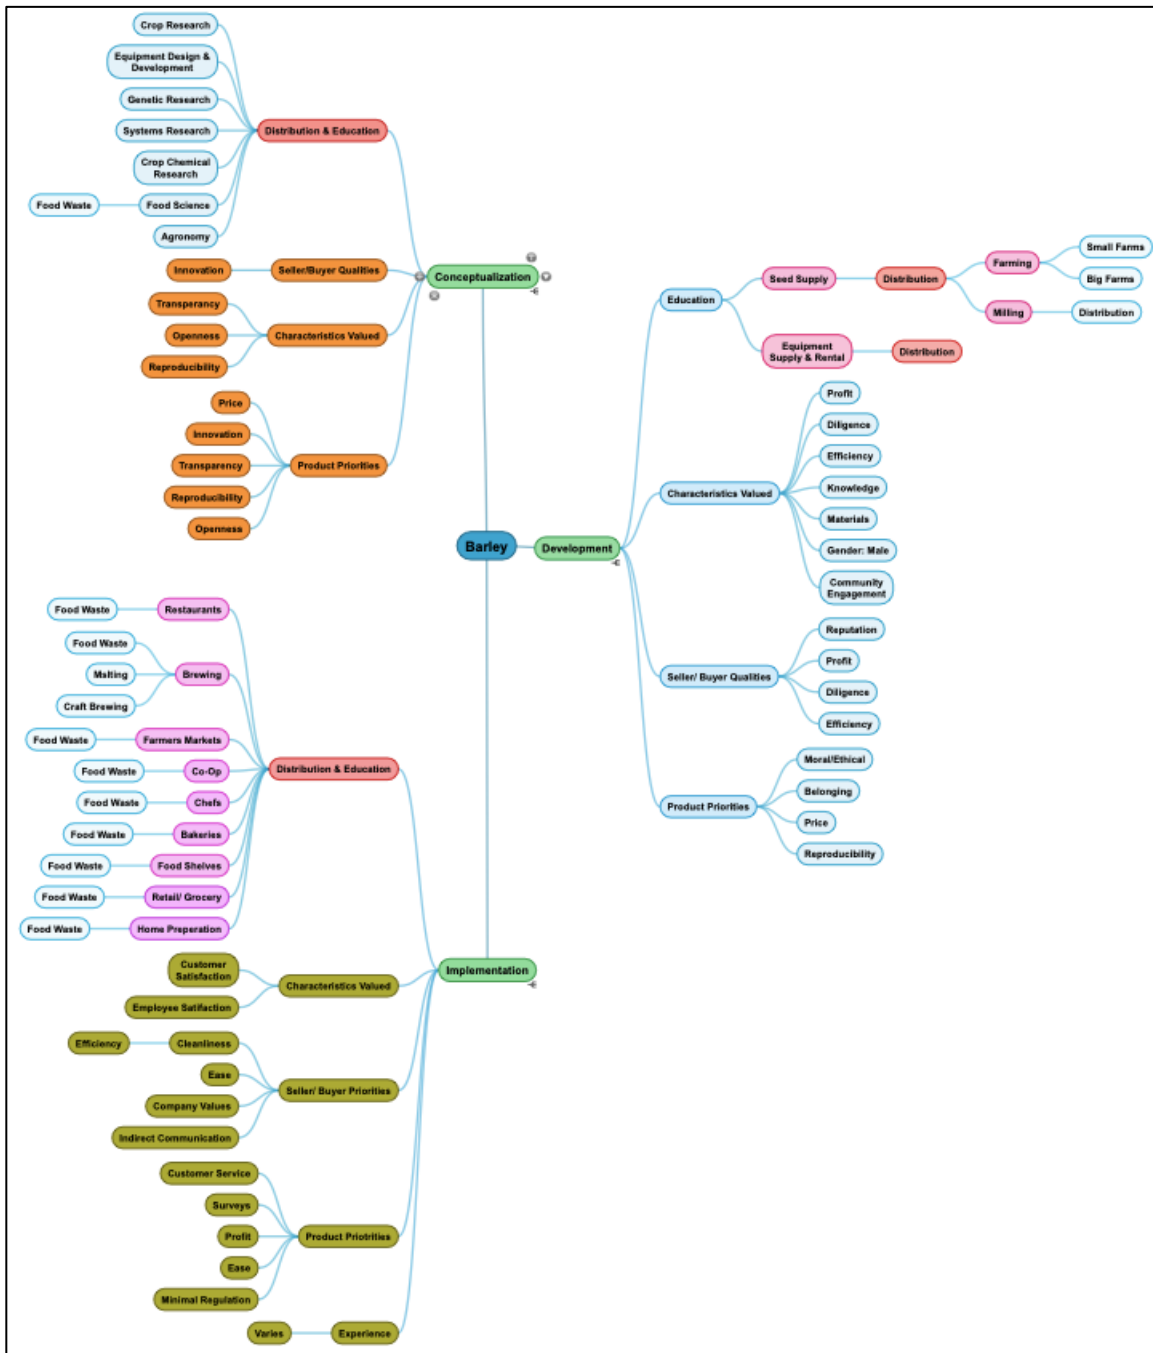 Crop Research
Equipment Design &
Development
Genetic Research
Systems Research
Crop Chemical
Research
Food Waste
Food Science
Agronomy
Distribution & Education
Innovation
Seller/Buyer Qualities
Transperancy
Openness
Reproducibility
Characteristics Valued
Price
Innovation
Transparency
Reproducibility
Openness
Product Priorities
Conceptualization
Barley
Development
Education
Seed Supply
Distribution
Farming
Small Farms
Big Farms
Milling
Distribution
Equipment
Supply & Rental
Distribution
Characteristics Valued
Profit
Diligence
Efficiency
Knowledge
Materials
Gender: Male
Community
Engagement
Seller/ Buyer Qualities
Reputation
Profit
Diligence
Efficiency
Product Priorities
Moral/Ethical
Belonging
Price
Reproducibility
Food Waste
Restaurants
Food Waste
Malting
Craft Brewing
Brewing
Food Waste
Farmers Markets
Food Waste
Co-Op
Food Waste
Chefs
Food Waste
Bakeries
Food Waste
Food Shelves
Food Waste
Retail/ Grocery
Food Waste
Home Preperation
Distribution & Education
Implementation
Customer
Satisfaction
Employee Satifaction
Characteristics Valued
Efficiency
Cleanliness
Ease
Company Values
Indirect Communication
Seller/ Buyer Priorities
Customer Service
Surveys
Profit
Ease
Minimal Regulation
Product Priotrities
Varies
Experience